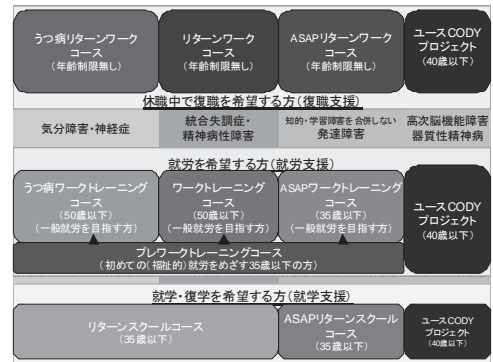 うつ病リターンワーク
コース
(年齢制限無し)
リターンワーク
コース
(年齢制限無し)
ASAPリターンワーク
コース
(年齢制限無し)
ユースCODY
プロジェクト
(40歳以下)
休職中で復職を希望する方(復職支援)
気分障害・神経症
統合失調症・
精神病性障害
知的・学習障害を合併しない
発達障害
高次脳機能障害
器質性精神病
就労を希望する方(就労支援)
うつ病ワークトレーニング
コース
(50歳以下)
(一般就労を目指す方)
ワークトレーニング
コース
(50歳以下)
(一般就労を目指す方)
ASAPワークトレーニング
コース
(35歳以下)
(一般就労を目指す方)
ユースCODY
プロジェクト
(40歳以下)
プレワークトレーニングコース
(初めての(福祉的)就労をめざす35歳以下の方)
就学・復学を希望する方(就学支援)
リターンスクールコース
(35歳以下)
ASAPリターンスクール
コース
(35歳以下)
ユースCODY
プロジェクト
(40歳以下)